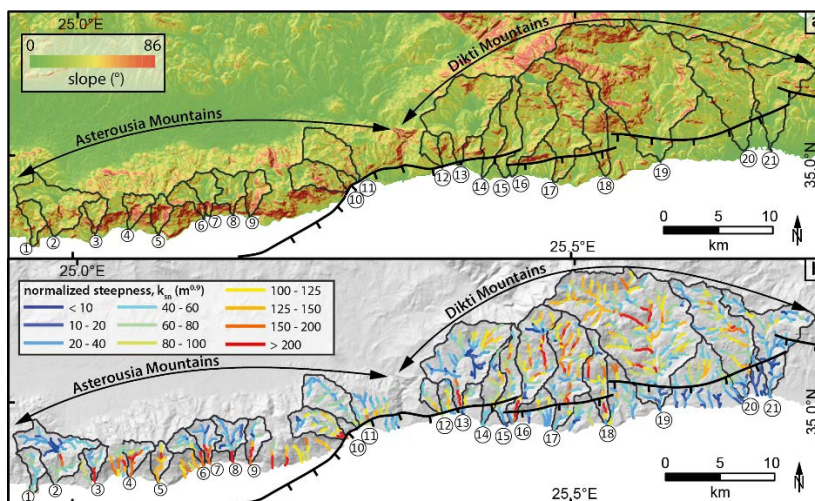 25.0°E
25.5°E
a
0
86
slope (°)
Asterousia Mountains
Dikti Mountains
35.0°N
1
2
3
4
5
6
7
8
9
10
11
12
13
14
15
16
17
18
19
20
21
0 5 10
km
N
25.0°E
25.5°E
b
normalized steepness, ksn (m0.9)
< 10
10 - 20
20 - 40
40 - 60
60 - 80
80 - 100
100 - 125
125 - 150
150 - 200
> 200
Asterousia Mountains
Dikti Mountains
35.0°N
1
2
3
4
5
6
7
8
9
10
11
12
13
14
15
16
17
18
19
20
21
0 5 10
km
N
25.5°E